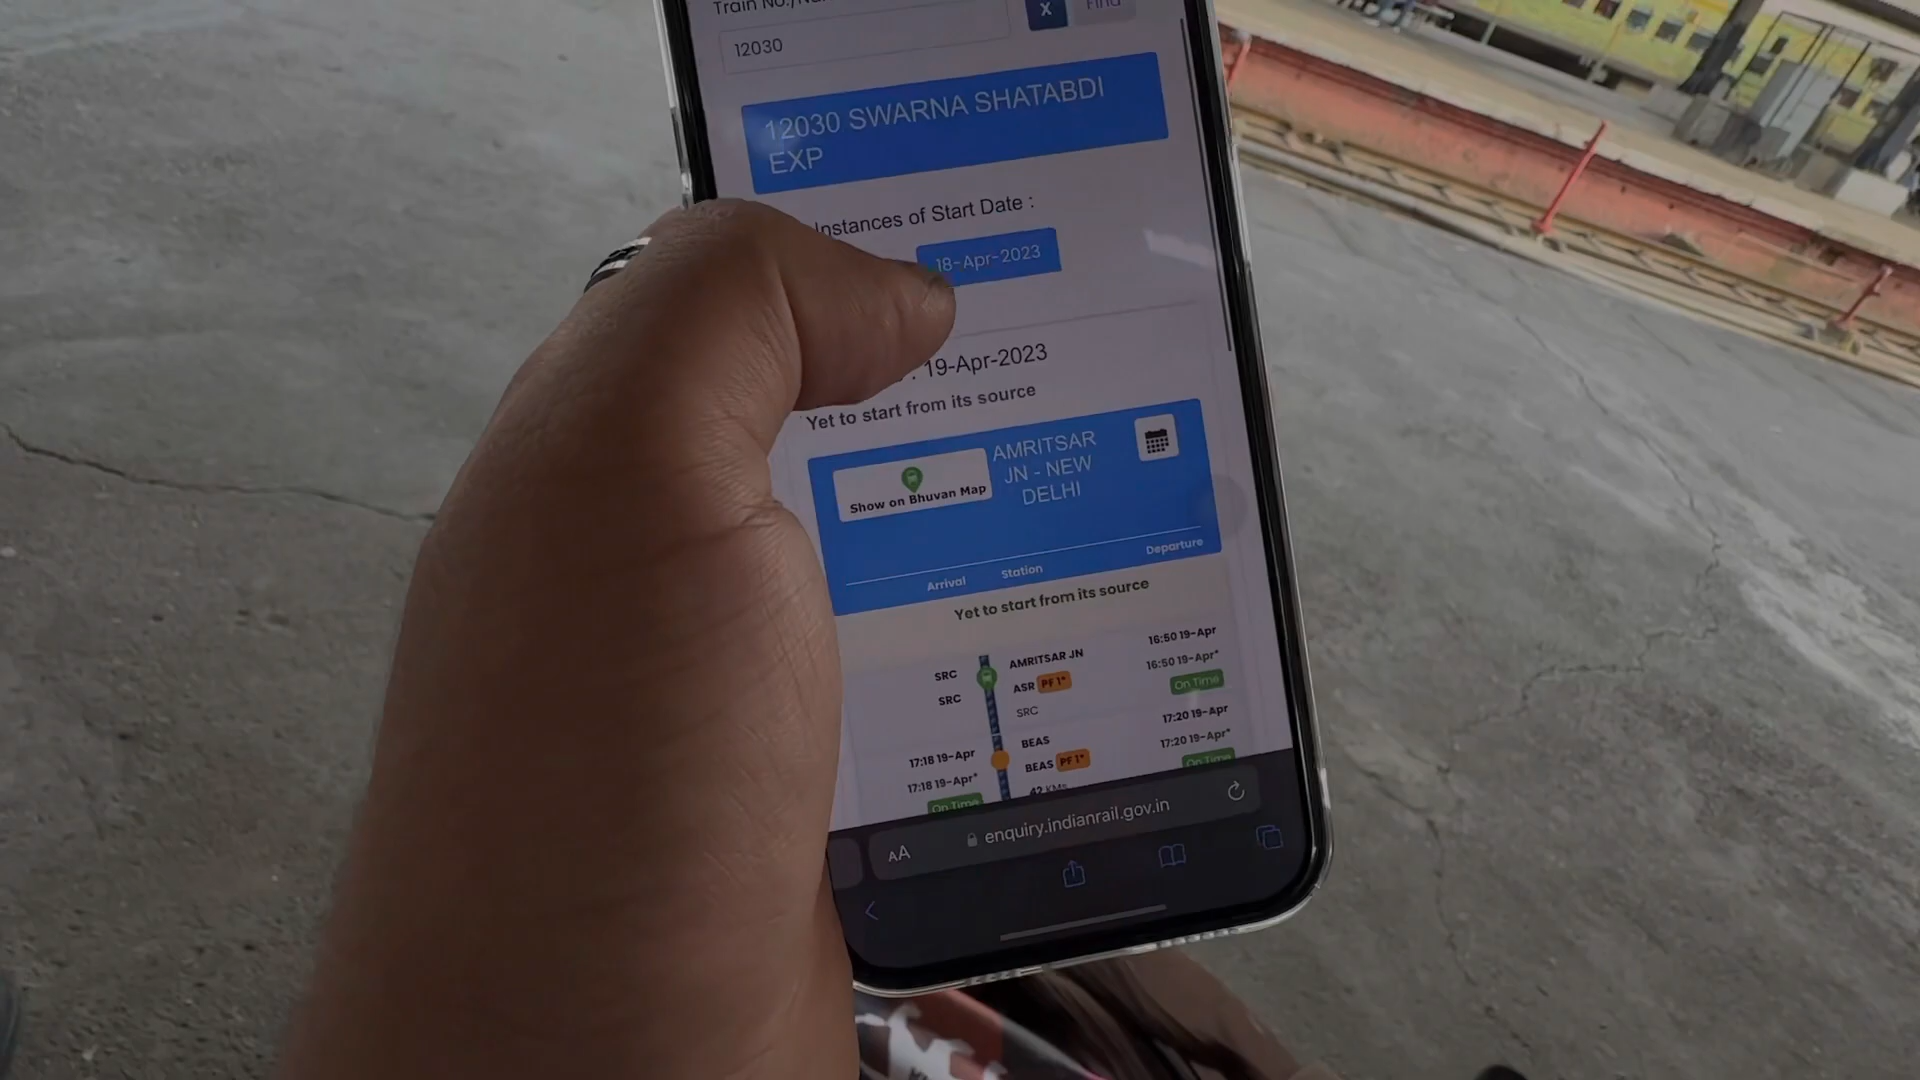 Train No./
X
Find
12030
12030 SWARNA SHATABDI
EXP
Instances of Start Date :
18-Apr-2023
: 19-Apr-2023
Yet to start from its source
Show on Bhuvan Map
AMRITSAR
JN - NEW
DELHI
Arrival Station Departure
Yet to start from its source
SRC AMRITSAR JN 16:50 19-Apr
SRC ASR PF 1* 16:50 19-Apr*
SRC On Time
17:18 19-Apr BEAS 17:20 19-Apr
17:18 19-Apr* BEAS PF 1* 17:20 19-Apr*
On Time 42 KMs On Time
AA enquiry.indianrail.gov.in